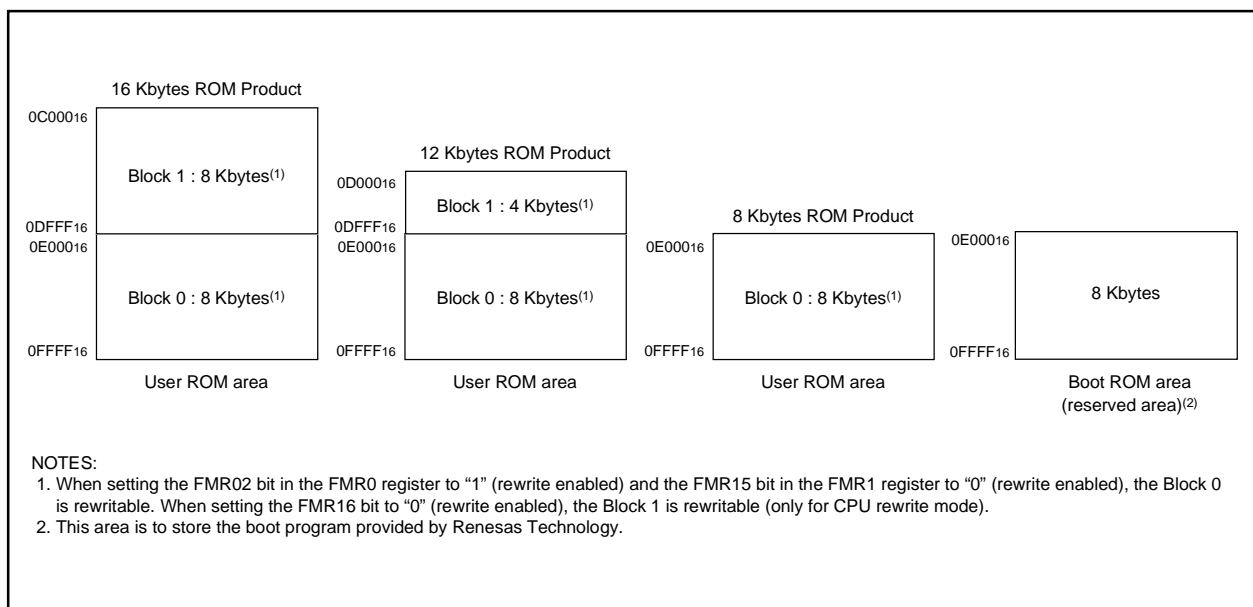 16 Kbytes ROM Product
0C00016
Block 1 : 8 Kbytes(1)
0DFFF16
0E00016
Block 0 : 8 Kbytes(1)
0FFFF16
User ROM area
12 Kbytes ROM Product
0D00016
Block 1 : 4 Kbytes(1)
0DFFF16
0E00016
Block 0 : 8 Kbytes(1)
0FFFF16
User ROM area
8 Kbytes ROM Product
0E00016
Block 0 : 8 Kbytes(1)
0FFFF16
User ROM area
0E00016
8 Kbytes
0FFFF16
Boot ROM area
(reserved area)(2)
NOTES:
1. When setting the FMR02 bit in the FMR0 register to “1” (rewrite enabled) and the FMR15 bit in the FMR1 register to “0” (rewrite enabled), the Block 0
is rewritable. When setting the FMR16 bit to “0” (rewrite enabled), the Block 1 is rewritable (only for CPU rewrite mode).
2. This area is to store the boot program provided by Renesas Technology.